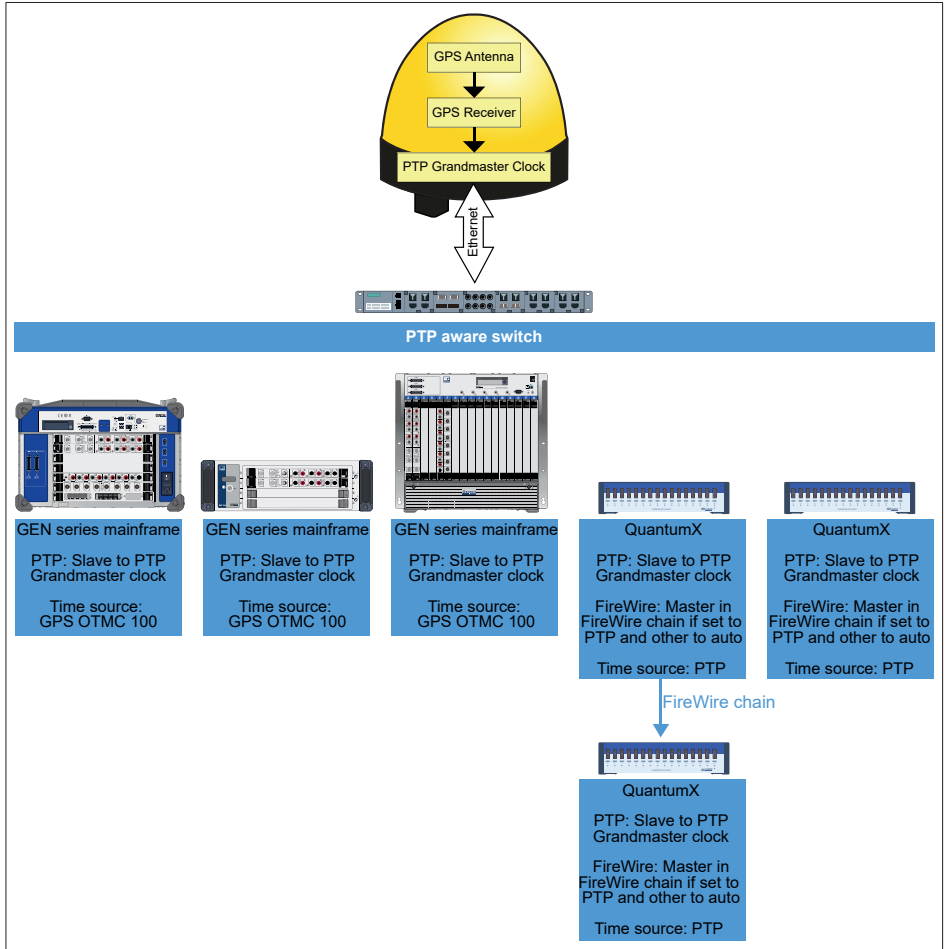 GPS Antenna
GPS Receiver
PTP Grandmaster Clock
Ethernet
PTP aware switch
GEN series mainframe
PTP: Slave to PTP
Grandmaster clock
Time source:
GPS OTMC 100
GEN series mainframe
PTP: Slave to PTP
Grandmaster clock
Time source:
GPS OTMC 100
GEN series mainframe
PTP: Slave to PTP
Grandmaster clock
Time source:
GPS OTMC 100
QuantumX
PTP: Slave to PTP
Grandmaster clock
FireWire: Master in
FireWire chain if set to
PTP and other to auto
Time source: PTP
QuantumX
PTP: Slave to PTP
Grandmaster clock
FireWire: Master in
FireWire chain if set to
PTP and other to auto
Time source: PTP
FireWire chain
QuantumX
PTP: Slave to PTP
Grandmaster clock
FireWire: Master in
FireWire chain if set to
PTP and other to auto
Time source: PTP